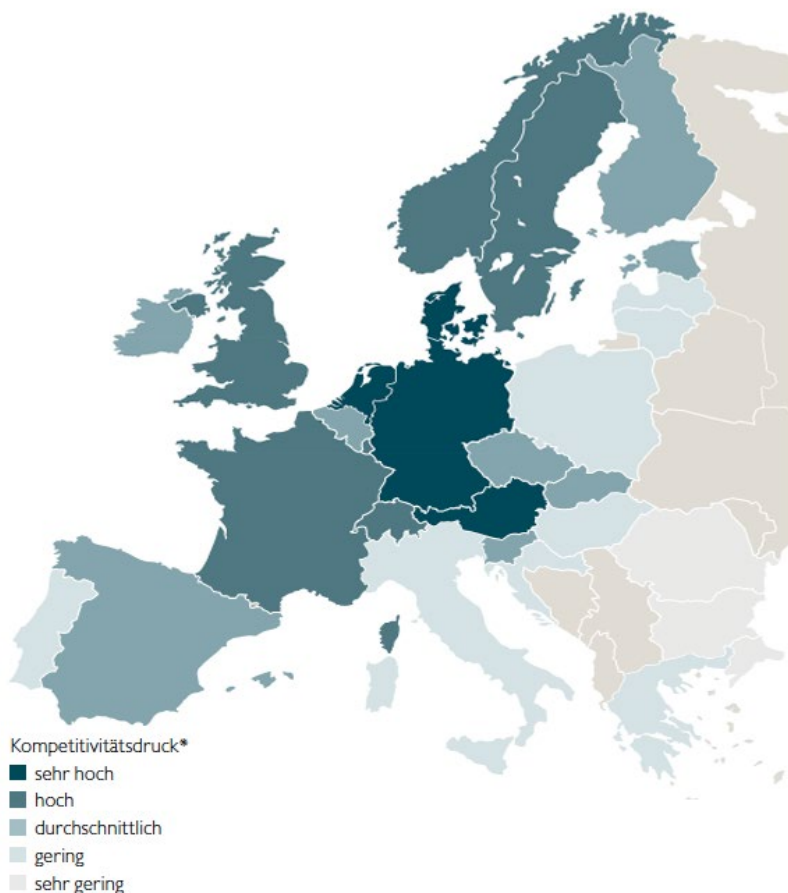 Kompetitivitätsdruck*
sehr hoch
hoch
durchschnittlich
gering
sehr gering